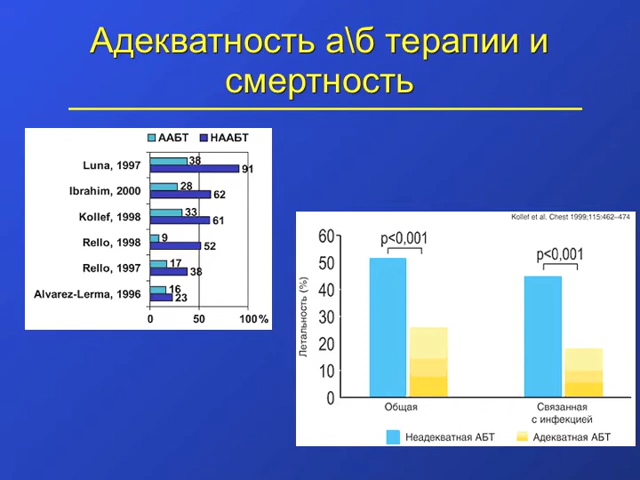 Адекватность а\б терапии и
смертность
ААБТ НААБТ
Luna, 1997 38 91
Ibrahim, 2000 28 62
Kollef, 1998 33 61
Rello, 1998 9 52
Rello, 1997 17 38
Alvarez-Lerma, 1996 16 23
0 50 100%
Kollef et al. Chest 1999;115:462–474
Летальность (%)
60
50
40
30
20
10
0
p<0,001
p<0,001
Общая
Связанная
с инфекцией
Неадекватная АБТ Адекватная АБТ